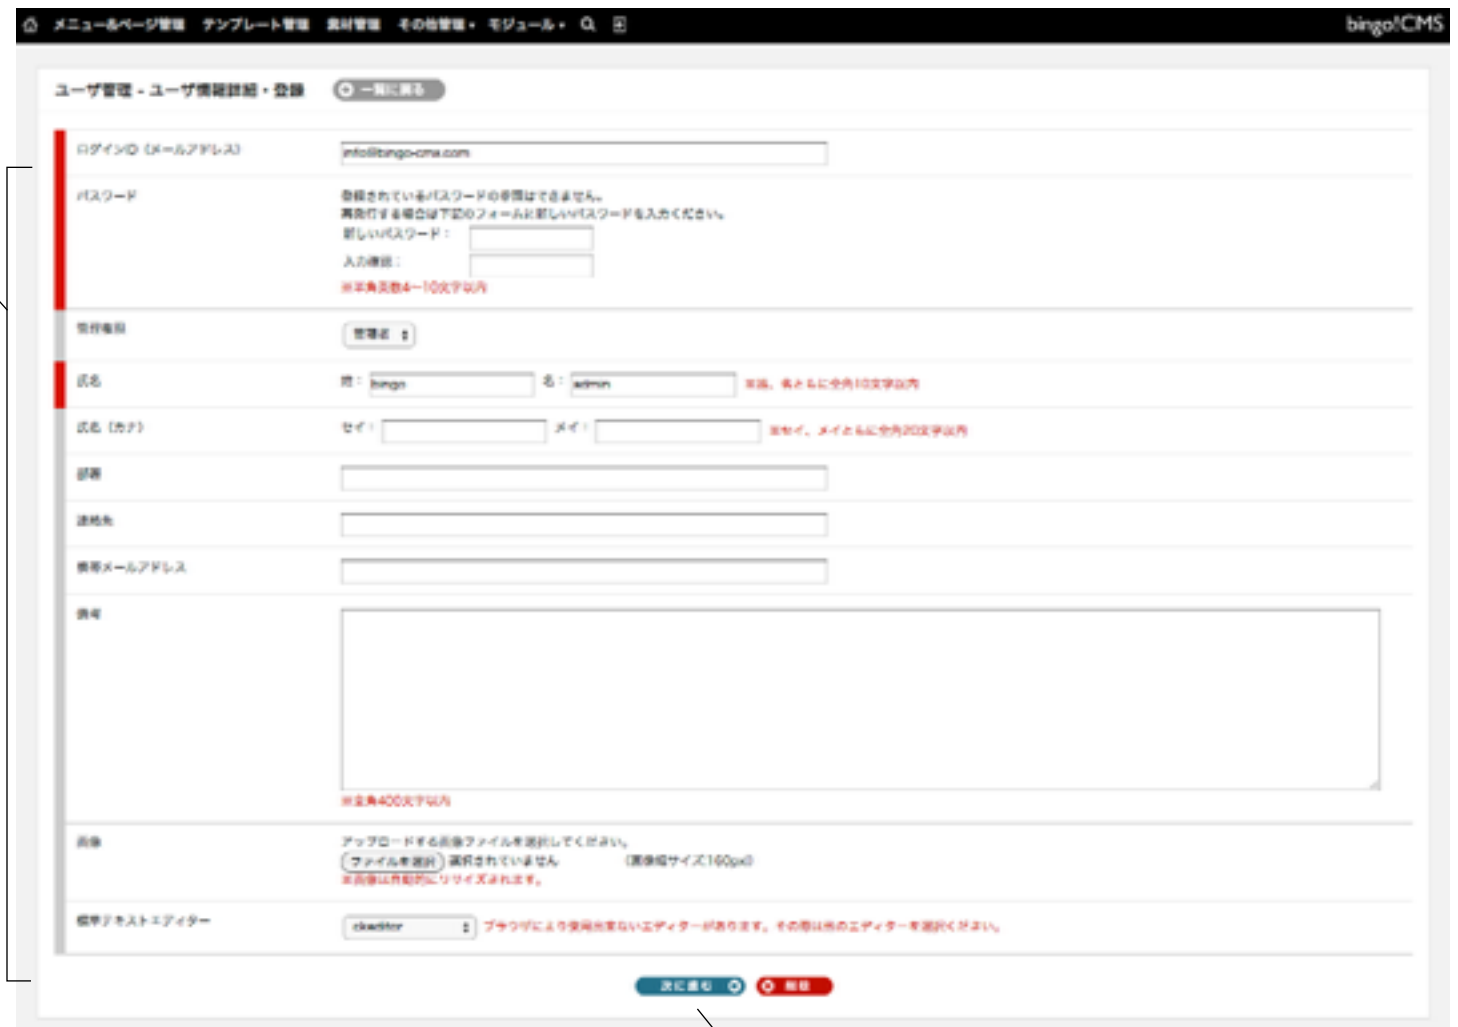 メニュー&ページ管理 テンプレート管理 素材管理 その他管理 モジュール
bingo!CMS
ユーザ管理 - ユーザ情報詳細・登録 一覧に戻る
ログインID（メールアドレス） info@bingo-cms.com
パスワード 登録されているパスワードの参照はできません。
再発行する場合は下記のフォームに新しいパスワードを入力ください。
新しいパスワード：
入力確認：
※半角英数4〜10文字以内
管理権限 管理者
氏名 姓： bingo 名： admin ※姓、名ともに全角10文字以内
氏名（カナ） セイ： メイ： ※セイ、メイともに全角20文字以内
部署
連絡先
携帯メールアドレス
備考
※全角400文字以内
画像 アップロードする画像ファイルを選択してください。
ファイルを選択 選択されていません （画像幅サイズ160px）
※画像は自動的にリサイズされます。
標準テキストエディター ckeditor ブラウザにより使用出来ないエディターがあります。その際は他のエディターを選択ください。
次に進む 削除